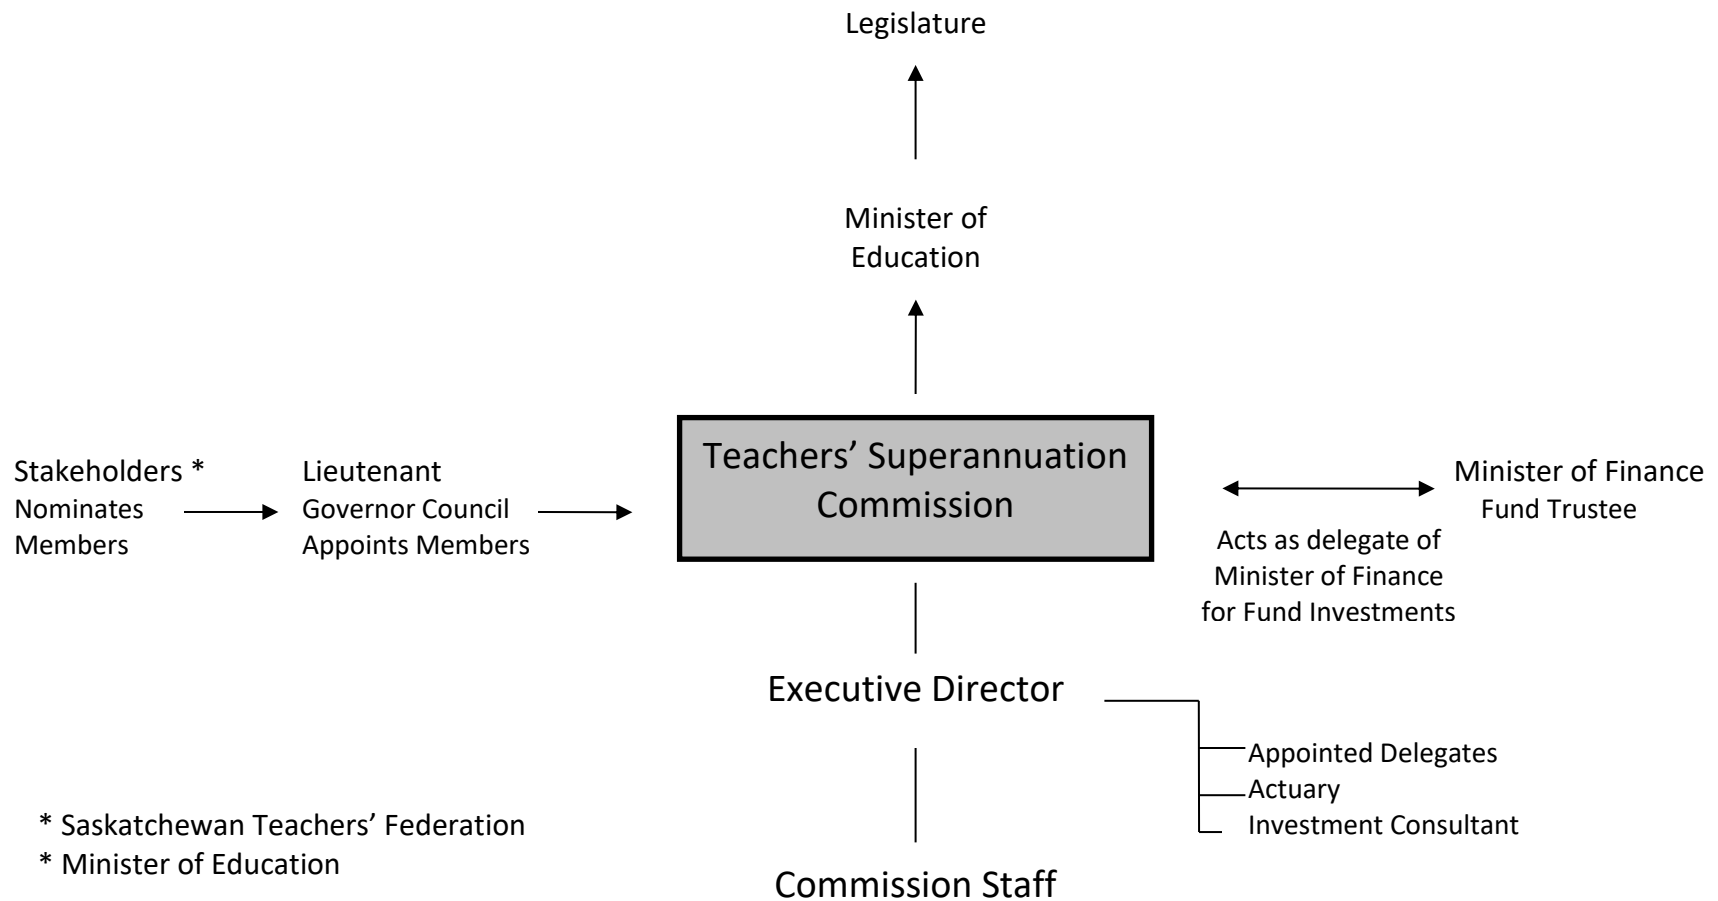 Legislature
Minister of
Education
Teachers’ Superannuation
Commission
Stakeholders *
Nominates
Members
Lieutenant
Governor Council
Appoints Members
Minister of Finance
Fund Trustee
Acts as delegate of
Minister of Finance
for Fund Investments
Executive Director
Appointed Delegates
Actuary
Investment Consultant
* Saskatchewan Teachers’ Federation
* Minister of Education
Commission Staff